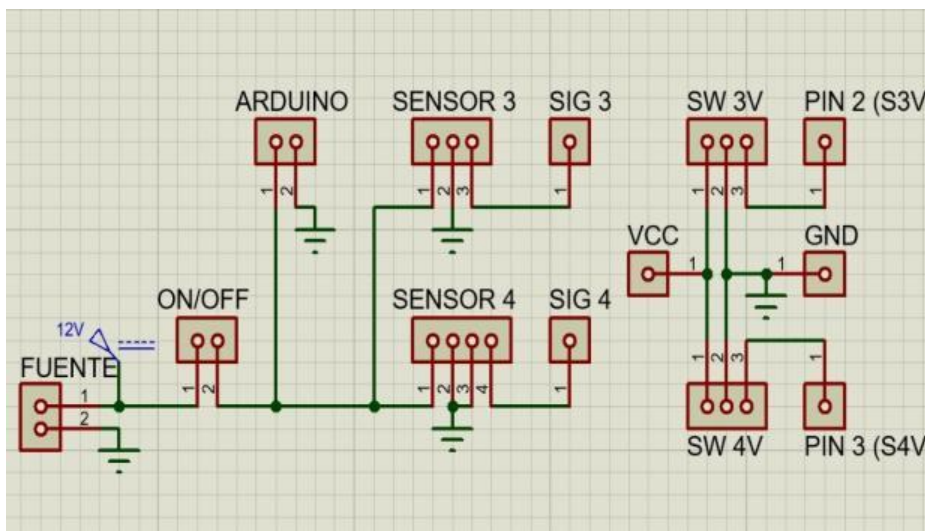 ARDUINO
SENSOR 3
SIG 3
SW 3V
PIN 2 (S3V
1
2
1
2
3
1
1
2
3
1
VCC
GND
1
1
ON/OFF
SENSOR 4
SIG 4
12V
FUENTE
1
2
1
2
1
2
3
4
1
1
2
3
1
SW 4V
PIN 3 (S4V